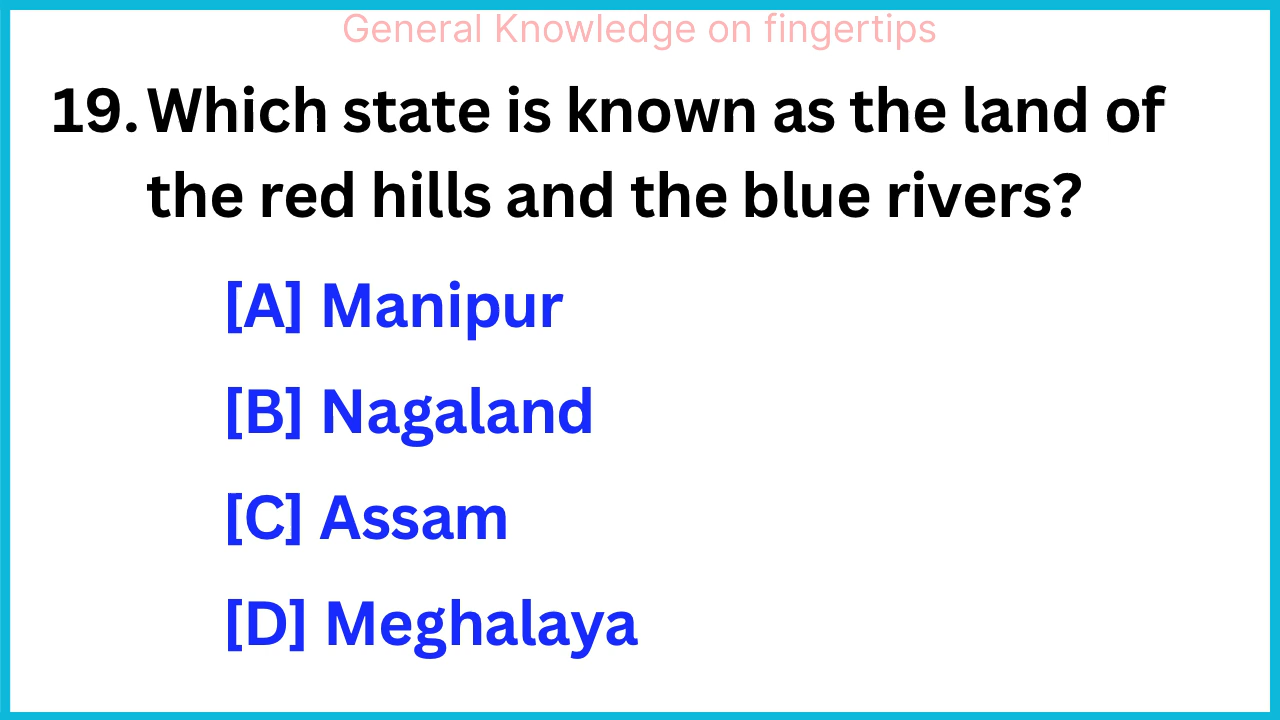 General Knowledge on fingertips
19. Which state is known as the land of
the red hills and the blue rivers?
[A] Manipur
[B] Nagaland
[C] Assam
[D] Meghalaya